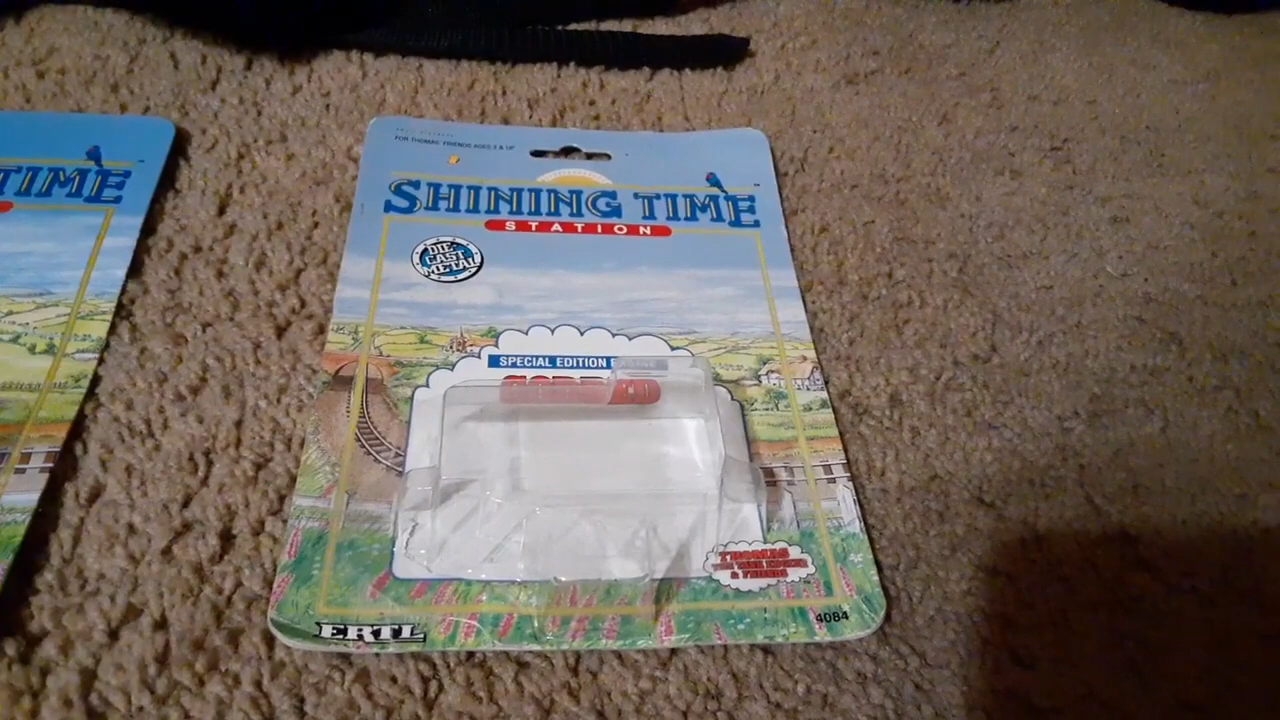 TIME
FOR THOMAS' FRIENDS AGES 3 & UP
SHINING TIME
STATION
DIE-
CAST
METAL
SPECIAL EDITION
THOMAS
THE TANK ENGINE
& FRIENDS
ERTL
4084